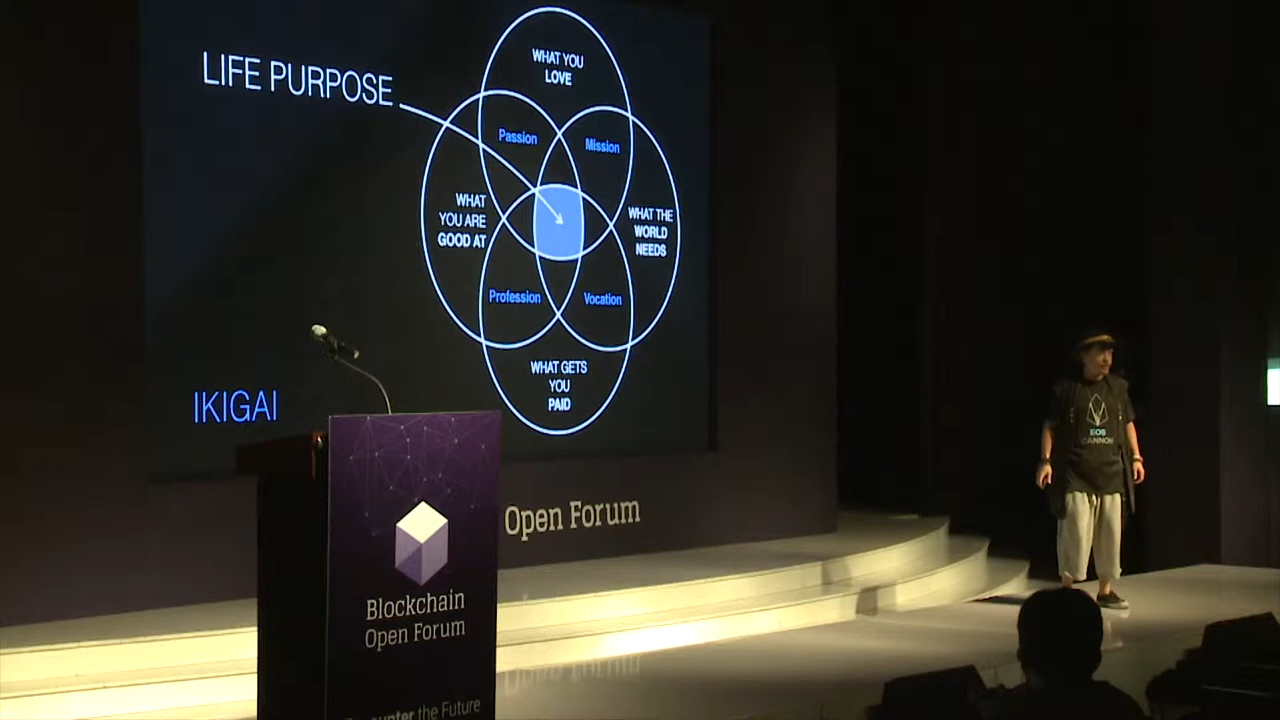 LIFE PURPOSE
WHAT YOU
LOVE
Passion
Mission
WHAT
YOU ARE
GOOD AT
WHAT THE
WORLD
NEEDS
Profession
Vocation
WHAT GETS
YOU
PAID
IKIGAI
Open Forum
Blockchain
Open Forum
the Future
EOS
CANNON